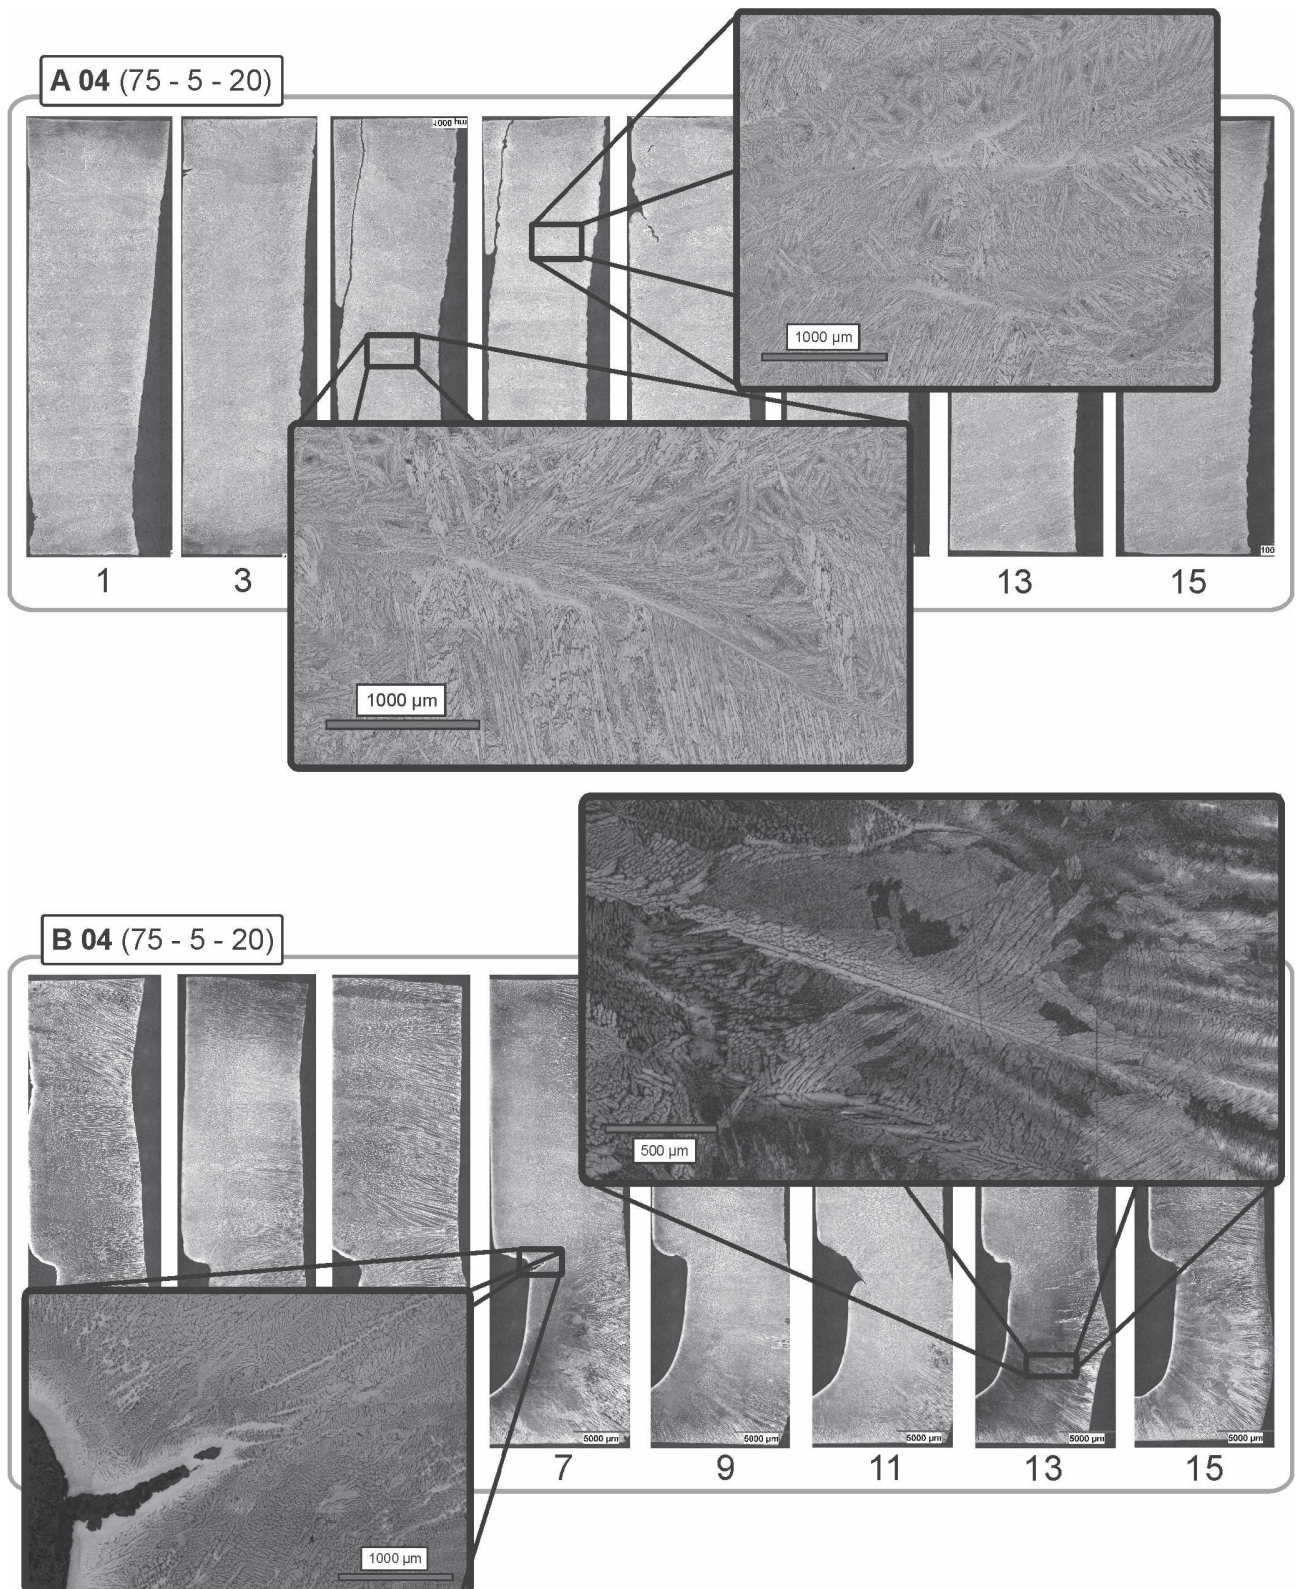 A 04 (75 - 5 - 20)
1000 µm
1000 µm
100
1 3 13 15
1000 µm
B 04 (75 - 5 - 20)
500 µm
5000 µm 5000 µm 5000 µm 5000 µm 5000 µm
7 9 11 13 15
1000 µm